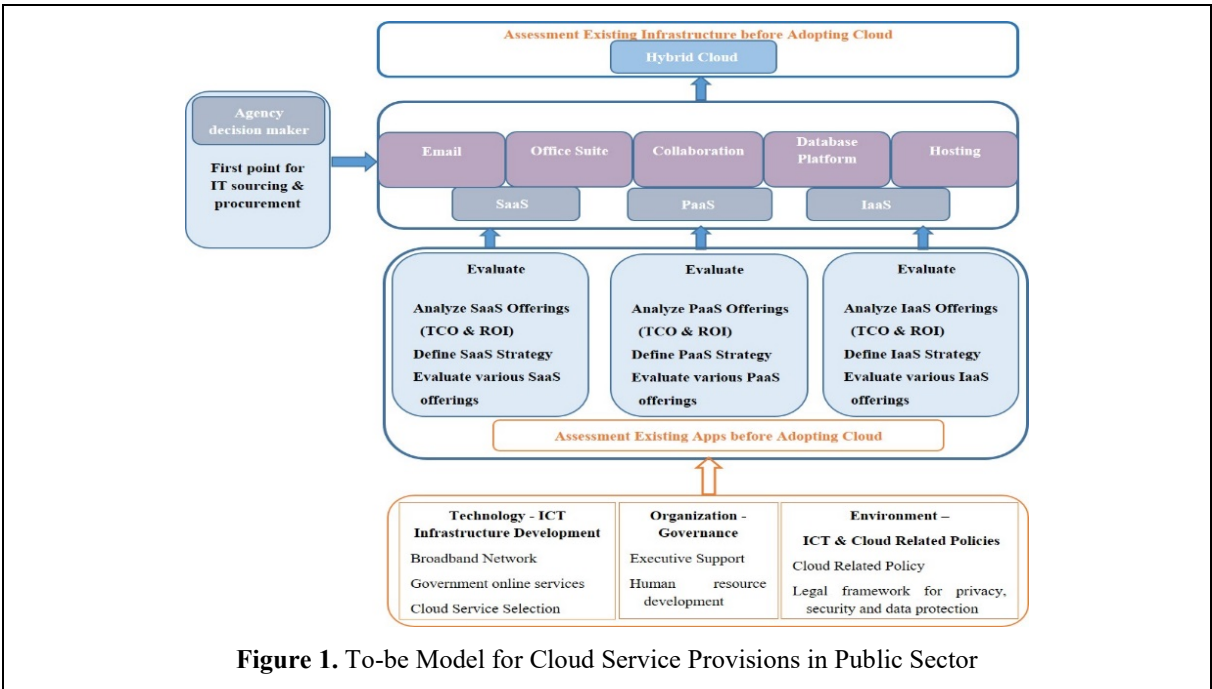 Assessment Existing Infrastructure before Adopting Cloud
Hybrid Cloud
Agency
decision maker
First point for
IT sourcing &
procurement
Email
Office Suite
Collaboration
Database
Platform
Hosting
SaaS
PaaS
IaaS
Evaluate
Analyze SaaS Offerings
(TCO & ROI)
Define SaaS Strategy
Evaluate various SaaS
offerings
Evaluate
Analyze PaaS Offerings
(TCO & ROI)
Define PaaS Strategy
Evaluate various PaaS
offerings
Evaluate
Analyze IaaS Offerings
(TCO & ROI)
Define IaaS Strategy
Evaluate various IaaS
offerings
Assessment Existing Apps before Adopting Cloud
Technology - ICT
Infrastructure Development
Broadband Network
Government online services
Cloud Service Selection
Organization -
Governance
Executive Support
Human resource
development
Environment –
ICT & Cloud Related Policies
Cloud Related Policy
Legal framework for privacy,
security and data protection
Figure 1. To-be Model for Cloud Service Provisions in Public Sector